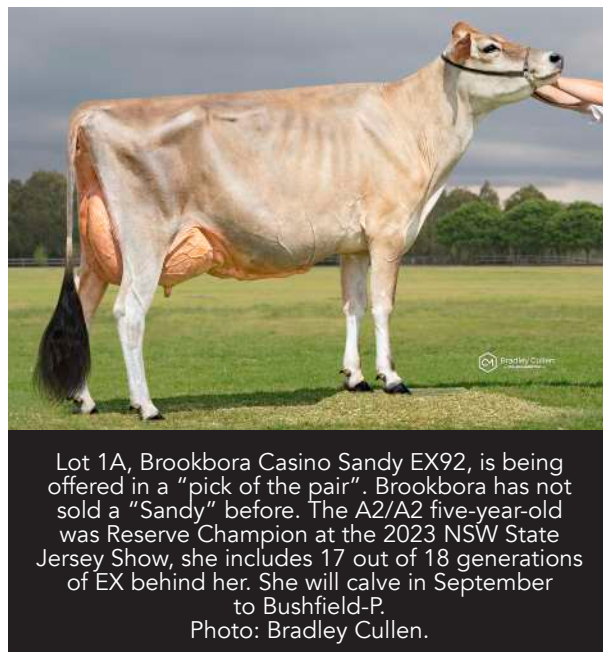 Bradley Cullen
Lot 1A, Brookbora Casino Sandy EX92, is being
offered in a “pick of the pair”. Brookbora has not
sold a “Sandy” before. The A2/A2 five-year-old
was Reserve Champion at the 2023 NSW State
Jersey Show, she includes 17 out of 18 generations
of EX behind her. She will calve in September
to Bushfield-P.
Photo: Bradley Cullen.